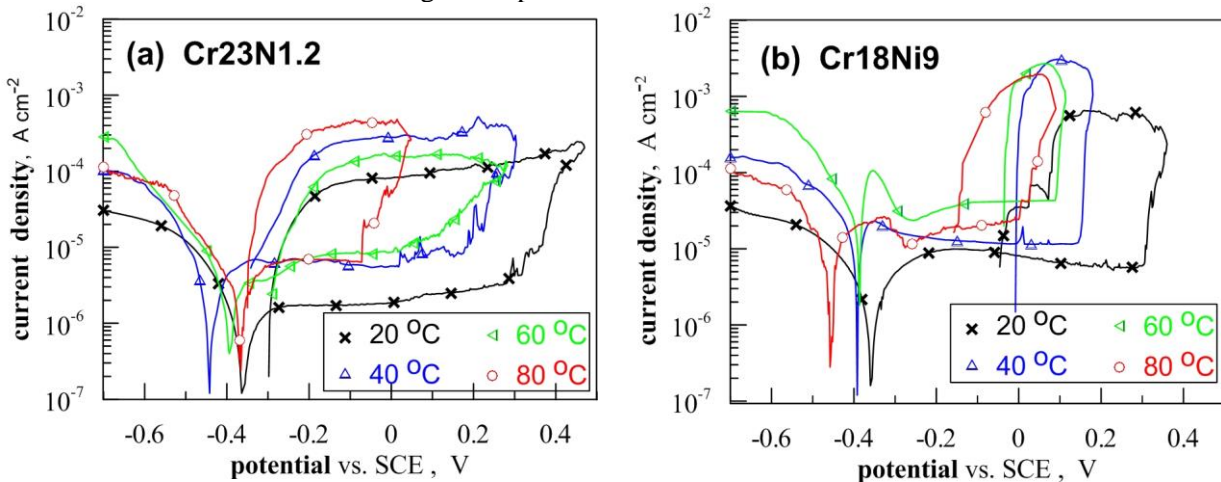 (a) Cr23N1.2
current density, A cm⁻²
10⁻²
10⁻³
10⁻⁴
10⁻⁵
10⁻⁶
10⁻⁷
-0.6 -0.4 -0.2 0 0.2 0.4
potential vs. SCE , V
20 °C 60 °C
40 °C 80 °C
(b) Cr18Ni9
current density, A cm⁻²
10⁻²
10⁻³
10⁻⁴
10⁻⁵
10⁻⁶
10⁻⁷
-0.6 -0.4 -0.2 0 0.2 0.4
potential vs. SCE , V
20 °C 60 °C
40 °C 80 °C